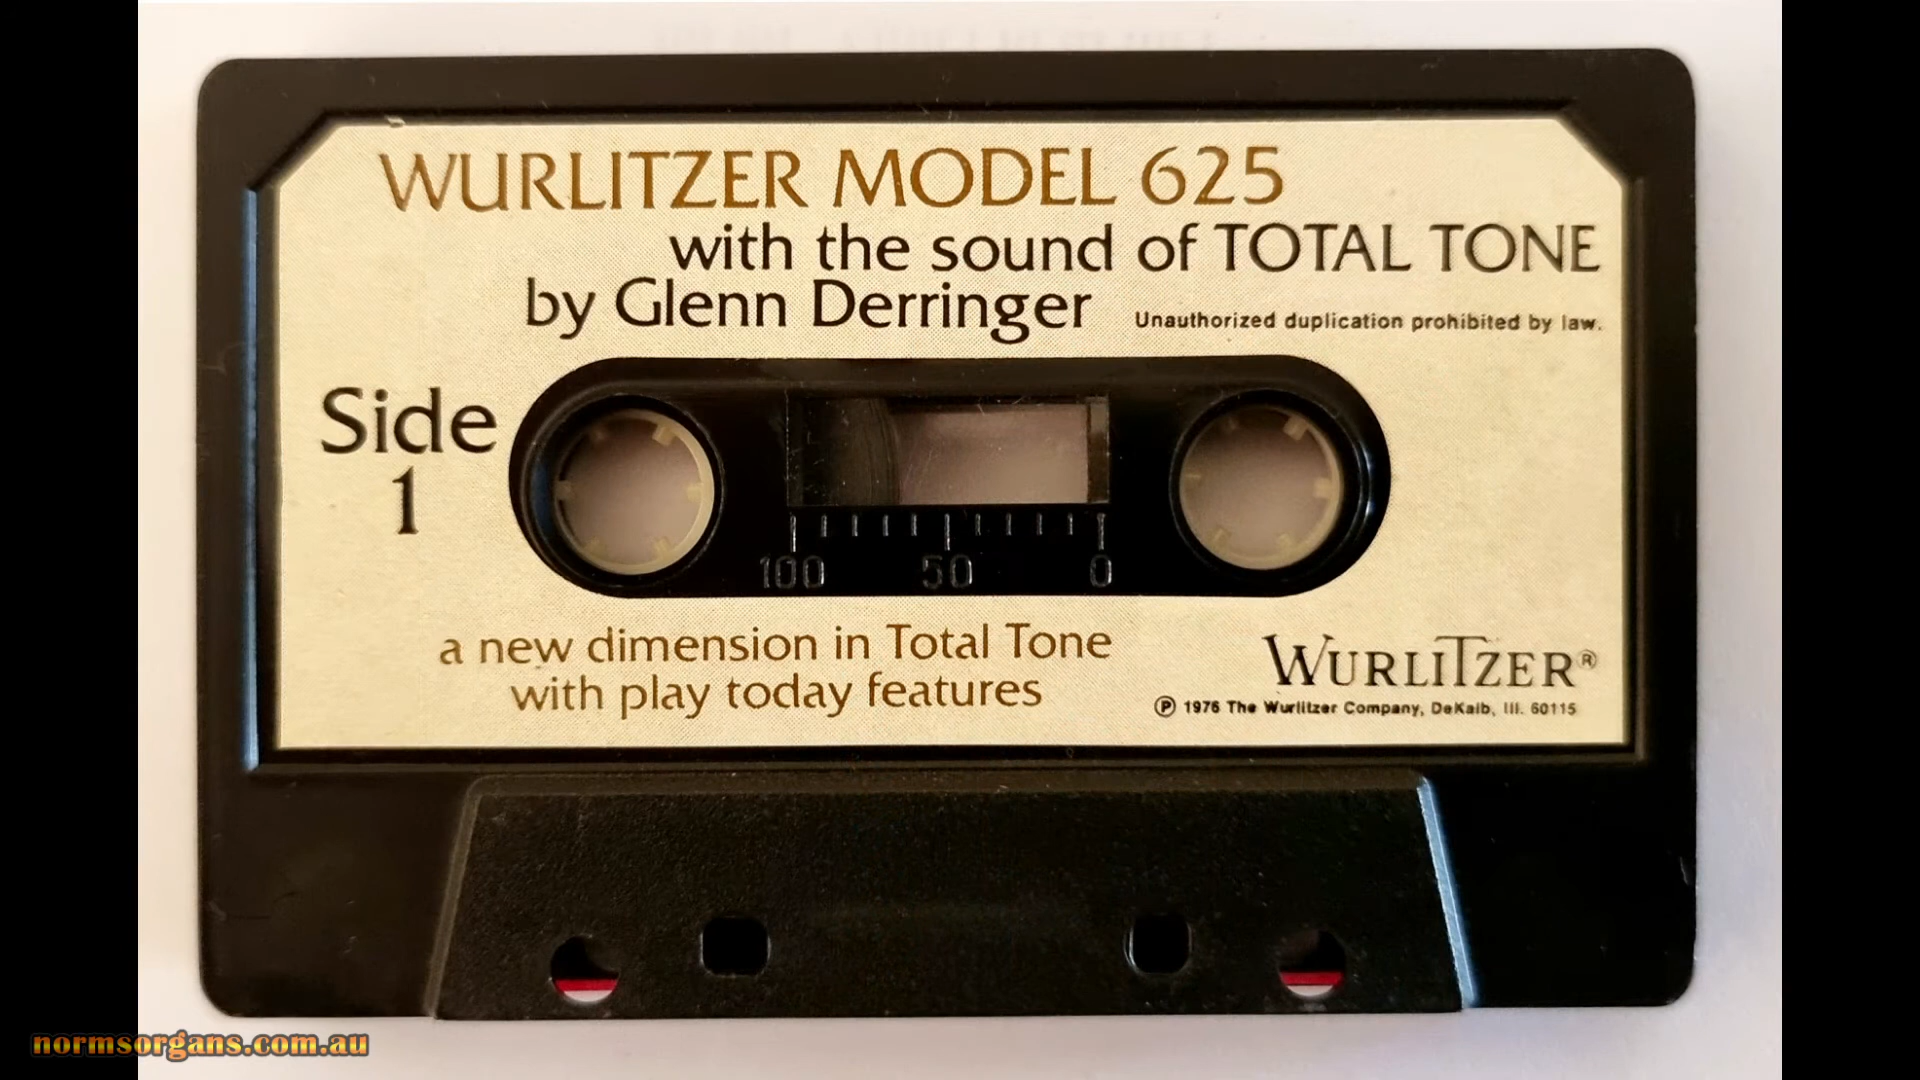 WURLITZER MODEL 625
with the sound of TOTAL TONE
by Glenn Derringer
Unauthorized duplication prohibited by law.
Side
1
100 50 0
a new dimension in Total Tone
with play today features
WURLITZER®
℗ 1976 The Wurlitzer Company, DeKalb, Ill. 60115
normsorgans.com.au